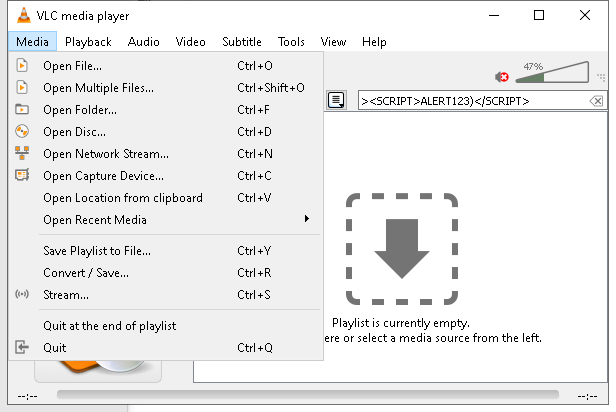 VLC media player
Media Playback Audio Video Subtitle Tools View Help
Open File... Ctrl+O
47%
Open Multiple Files... Ctrl+Shift+O
><SCRIPT>ALERT123)</SCRIPT>
Open Folder... Ctrl+F
Open Disc... Ctrl+D
Open Network Stream... Ctrl+N
Open Capture Device... Ctrl+C
Open Location from clipboard Ctrl+V
Open Recent Media
Save Playlist to File... Ctrl+Y
Convert / Save... Ctrl+R
Stream... Ctrl+S
Quit at the end of playlist
Quit Ctrl+Q
Playlist is currently empty.
ere or select a media source from the left.
--:-- --:--